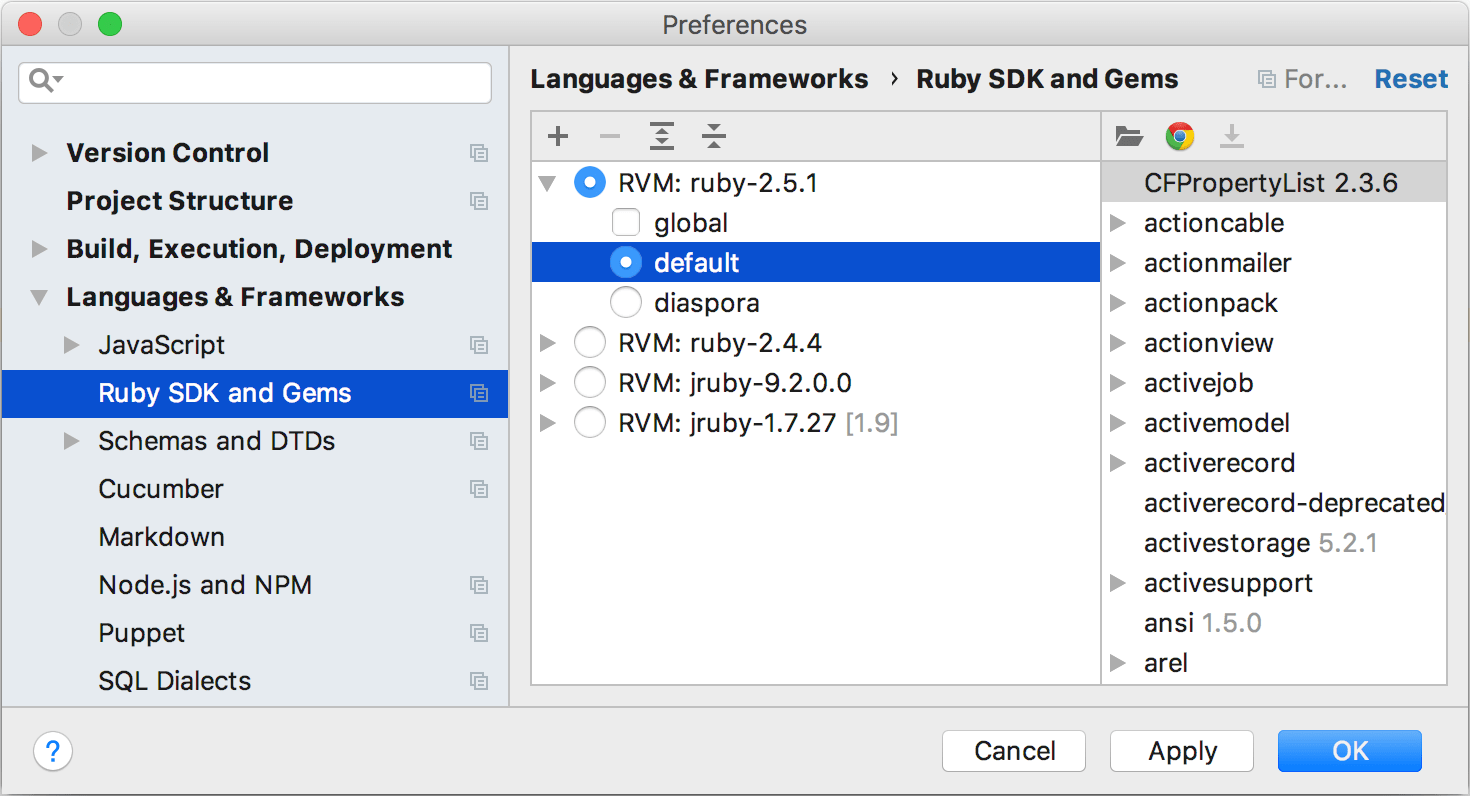 Preferences
Languages & Frameworks › Ruby SDK and Gems
For...
Reset
Version Control
Project Structure
Build, Execution, Deployment
Languages & Frameworks
JavaScript
Ruby SDK and Gems
Schemas and DTDs
Cucumber
Markdown
Node.js and NPM
Puppet
SQL Dialects
RVM: ruby-2.5.1
global
default
diaspora
RVM: ruby-2.4.4
RVM: jruby-9.2.0.0
RVM: jruby-1.7.27 [1.9]
CFPropertyList 2.3.6
actioncable
actionmailer
actionpack
actionview
activejob
activemodel
activerecord
activerecord-deprecated
activestorage 5.2.1
activesupport
ansi 1.5.0
arel
?
Cancel
Apply
OK